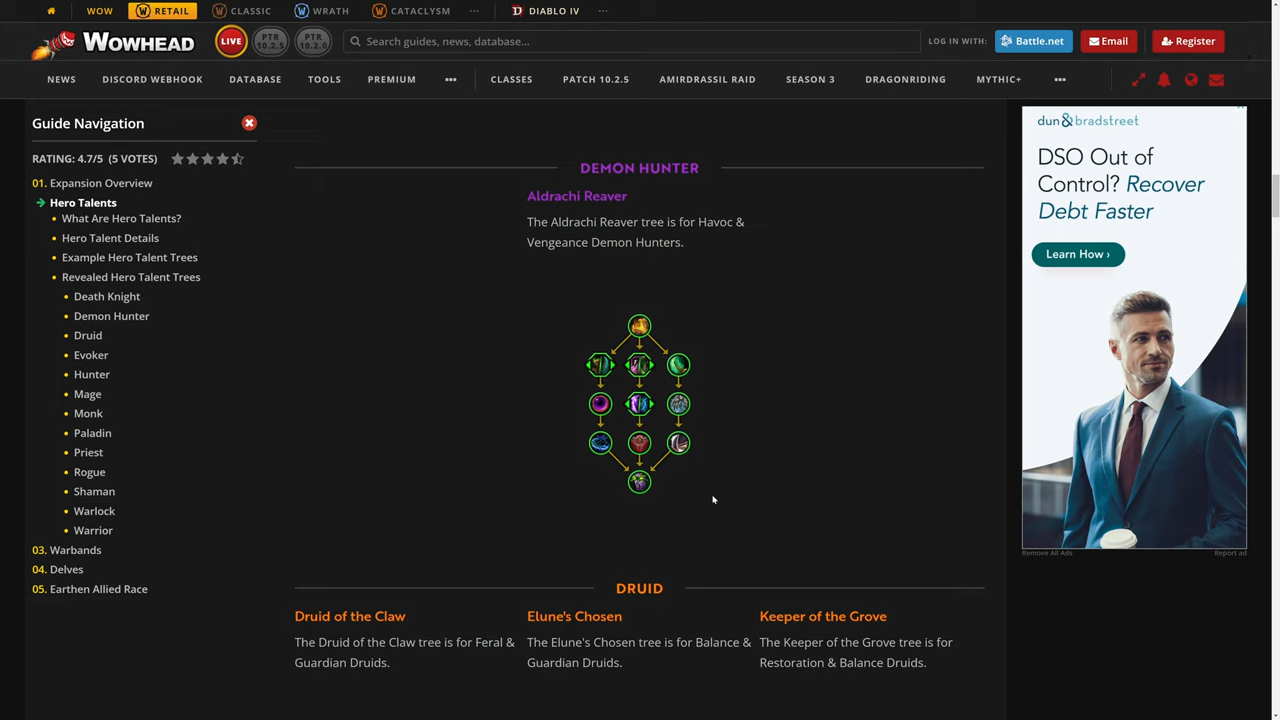 WOW
RETAIL
CLASSIC
WRATH
CATACLYSM
...
DIABLO IV
...
WOWHEAD
LIVE
PTR
10.2.5
PTR
10.2.0
Search guides, news, database...
LOG IN WITH:
Battle.net
Email
Register
NEWS
DISCORD WEBHOOK
DATABASE
TOOLS
PREMIUM
•••
CLASSES
PATCH 10.2.5
AMIRDRASSIL RAID
SEASON 3
DRAGONRIDING
MYTHIC+
•••
Guide Navigation
RATING: 4.7/5 (5 VOTES)
01. Expansion Overview
Hero Talents
What Are Hero Talents?
Hero Talent Details
Example Hero Talent Trees
Revealed Hero Talent Trees
Death Knight
Demon Hunter
Druid
Evoker
Hunter
Mage
Monk
Paladin
Priest
Rogue
Shaman
Warlock
Warrior
03. Warbands
04. Delves
05. Earthen Allied Race
DEMON HUNTER
Aldrachi Reaver
The Aldrachi Reaver tree is for Havoc &
Vengeance Demon Hunters.
DRUID
Druid of the Claw
The Druid of the Claw tree is for Feral &
Guardian Druids.
Elune's Chosen
The Elune's Chosen tree is for Balance &
Guardian Druids.
Keeper of the Grove
The Keeper of the Grove tree is for
Restoration & Balance Druids.
dun & bradstreet
DSO Out of
Control? Recover
Debt Faster
Learn How ›
Remove All Ads
Report ad